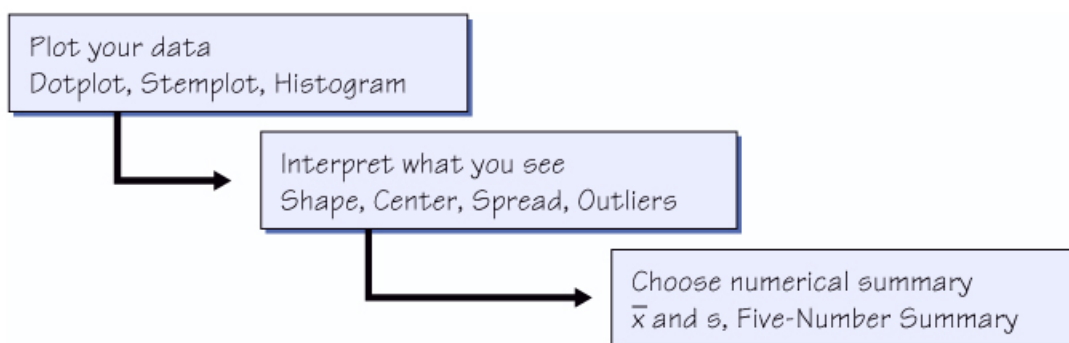 Plot your data
Dotplot, Stemplot, Histogram
Interpret what you see
Shape, Center, Spread, Outliers
Choose numerical summary
x̅ and s, Five-Number Summary